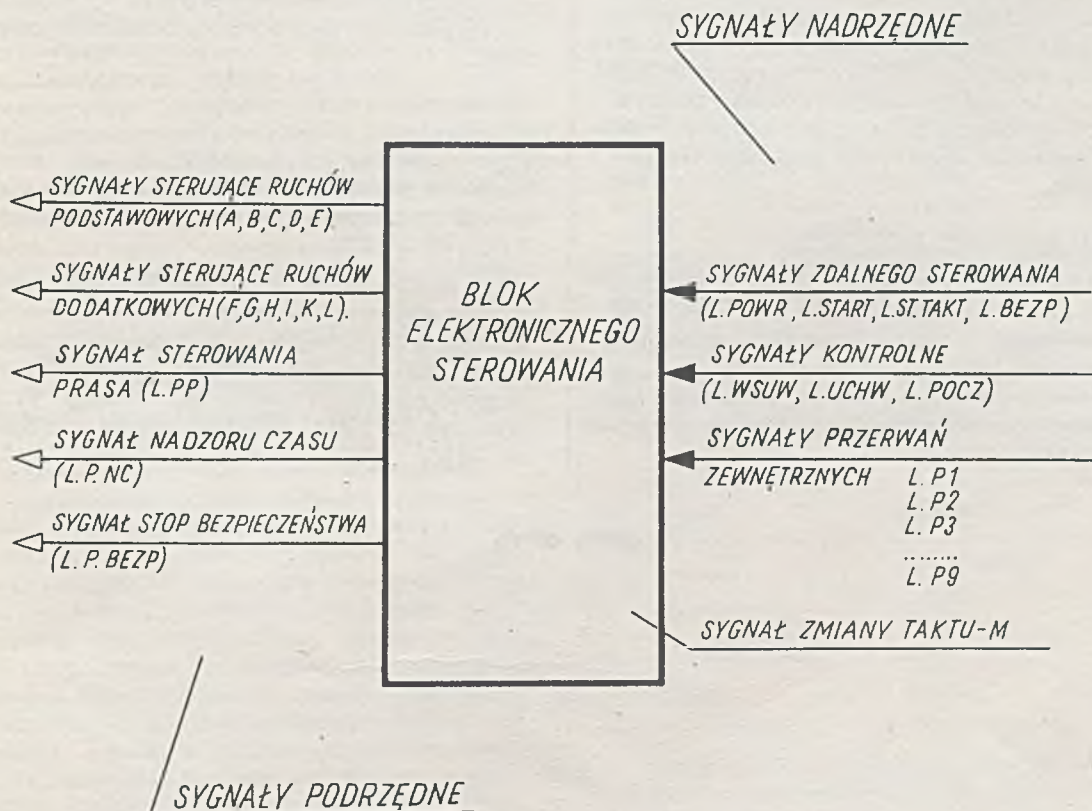 SYGNAŁY NADRZĘDNE
SYGNAŁY STERUJĄCE RUCHÓW
PODSTAWOWYCH (A, B, C, D, E)
SYGNAŁY STERUJĄCE RUCHÓW
DODATKOWYCH (F, G, H, I, K, L).
SYGNAŁ STEROWANIA
PRASA (L.PP)
SYGNAŁ NADZORU CZASU
(L.P.NC)
SYGNAŁ STOP BEZPIECZEŃSTWA
(L.P.BEZP)
BLOK
ELEKTRONICZNEGO
STEROWANIA
SYGNAŁY ZDALNEGO STEROWANIA
(L.POWR, L.START, L.ST.TAKT, L.BEZP)
SYGNAŁY KONTROLNE
(L.WSUW, L.UCHW, L.POCZ)
SYGNAŁY PRZERWAŃ
ZEWNĘTRZNYCH L.P1
L.P2
L.P3
.........
L.P9
SYGNAŁ ZMIANY TAKTU-M
SYGNAŁY PODRZĘDNE